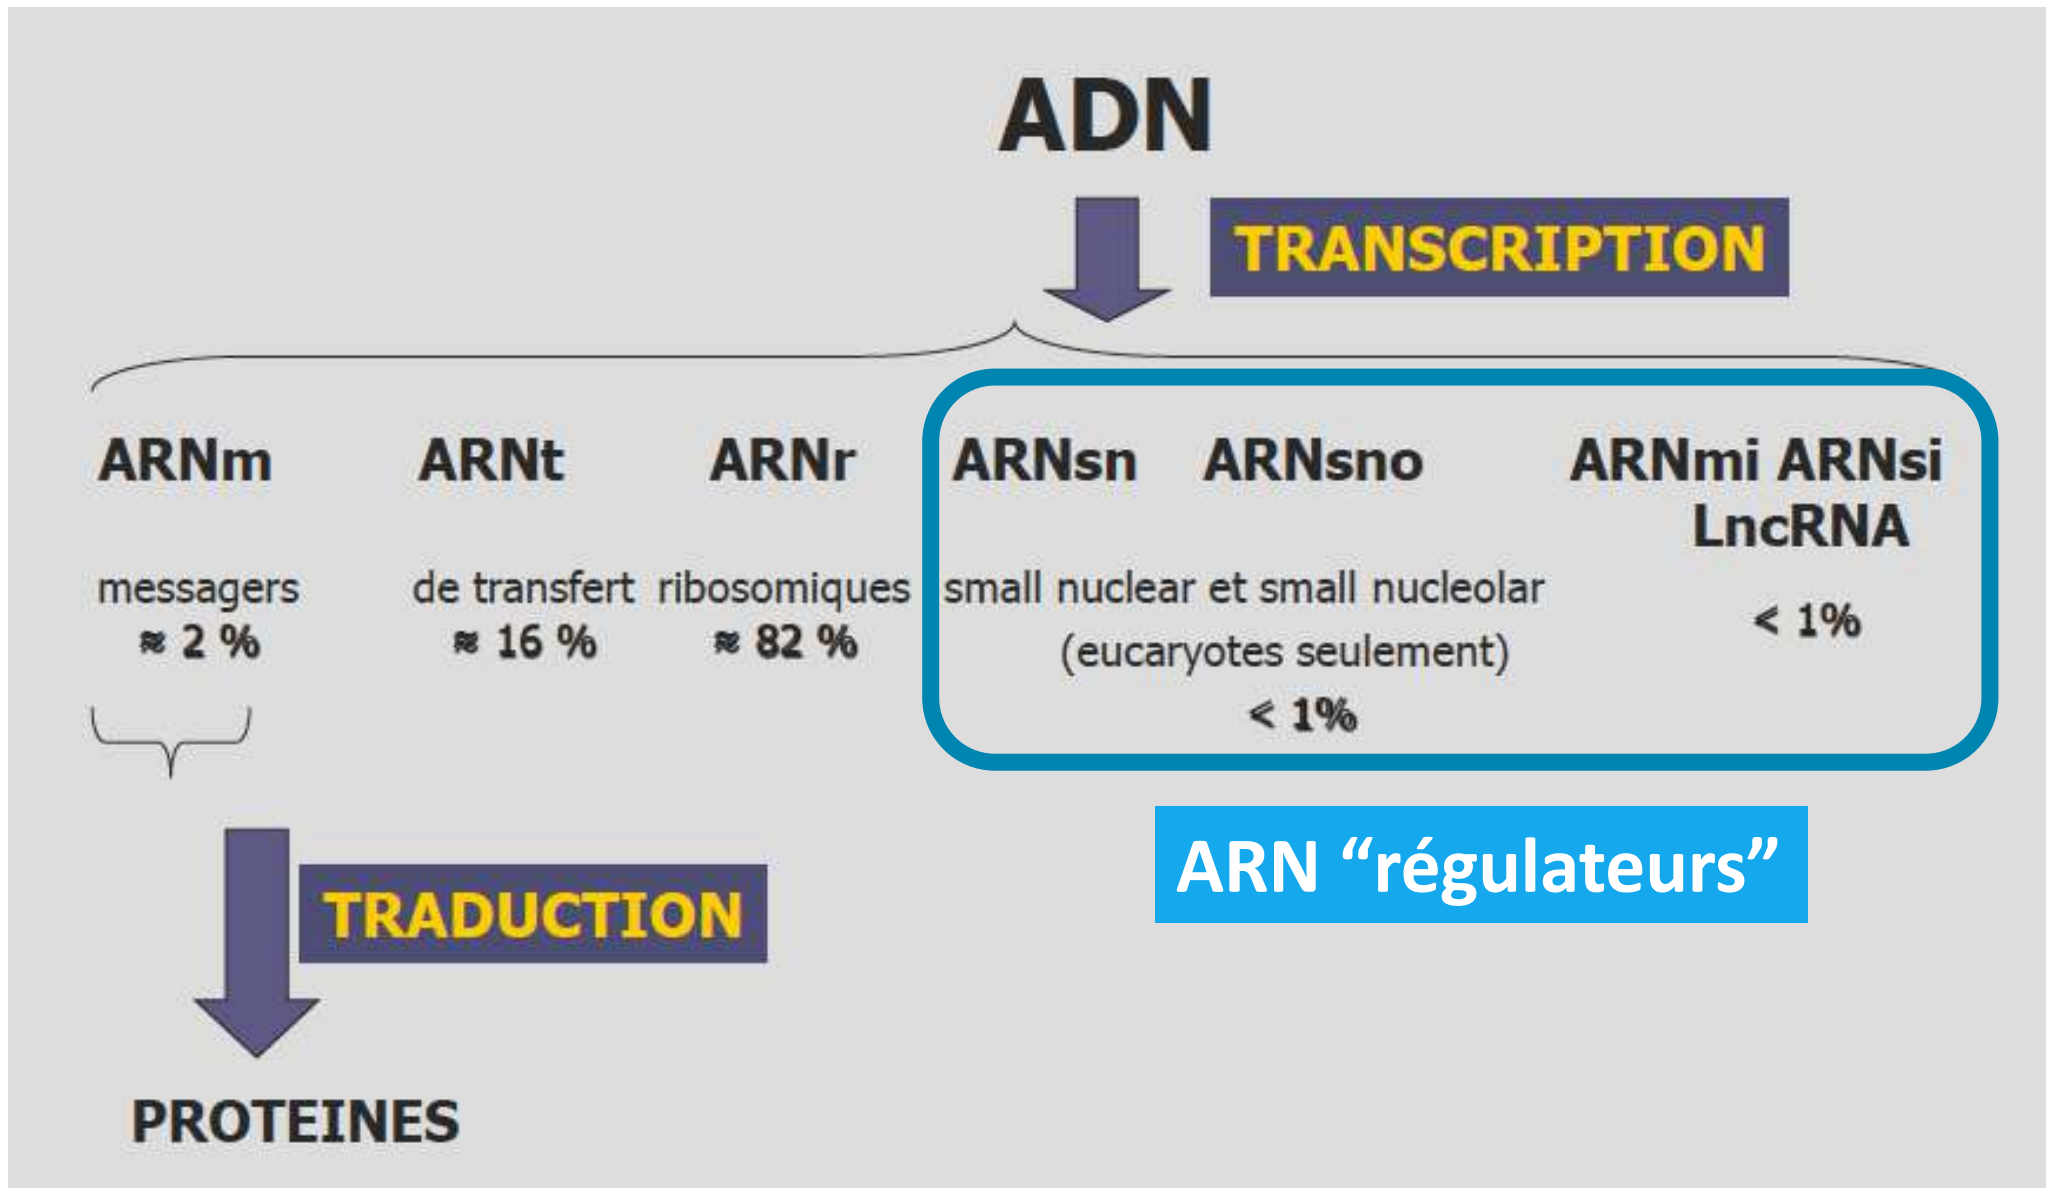 ADN
TRANSCRIPTION
ARNm ARNt ARNr ARNsn ARNsno ARNmi ARNsi
LncRNA
messagers de transfert ribosomiques small nuclear et small nucleolar
≈ 2 % ≈ 16 % ≈ 82 % (eucaryotes seulement) < 1%
< 1%
ARN “régulateurs”
TRADUCTION
PROTEINES